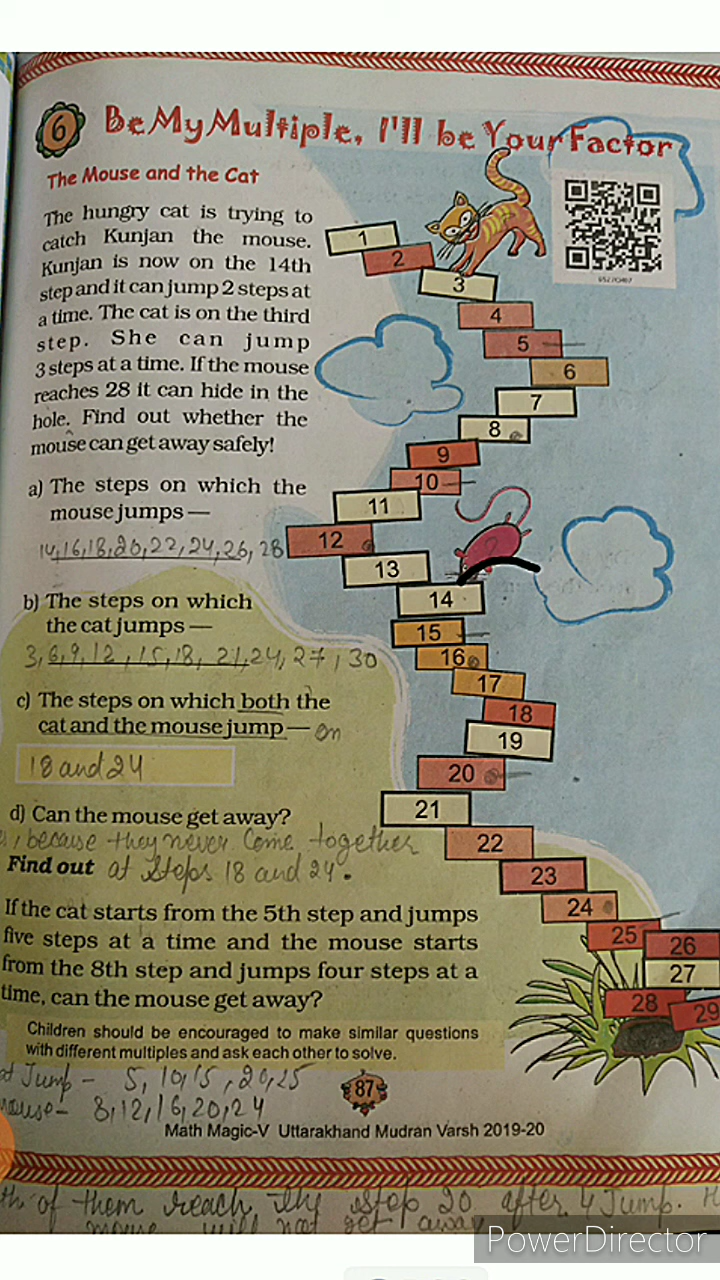 6
Be My Multiple, I'll be Your Factor
The Mouse and the Cat
The hungry cat is trying to
catch Kunjan the mouse.
Kunjan is now on the 14th
step and it can jump 2 steps at
a time. The cat is on the third
step. She can jump
3 steps at a time. If the mouse
reaches 28 it can hide in the
hole. Find out whether the
mouse can get away safely!
a) The steps on which the
mouse jumps —
14,16,18,20,22,24,26,28
b) The steps on which
the cat jumps —
3,6,9,12,15,18,21,24,27,30
c) The steps on which both the
cat and the mouse jump — on
18 and 24
d) Can the mouse get away?
because they never Come together
at Steps 18 and 24.
Find out
If the cat starts from the 5th step and jumps
five steps at a time and the mouse starts
from the 8th step and jumps four steps at a
time, can the mouse get away?
Children should be encouraged to make similar questions
with different multiples and ask each other to solve.
Jump - 5, 10, 15, 20, 25
8, 12, 16, 20, 24
87
Math Magic-V Uttarakhand Mudran Varsh 2019-20
of them reach the step 20 after 4 Jump.
mouse will not get away
1
2
3
4
5
6
7
8
9
10
11
12
13
14
15
16
17
18
19
20
21
22
23
24
25
26
27
28
29
PowerDirector